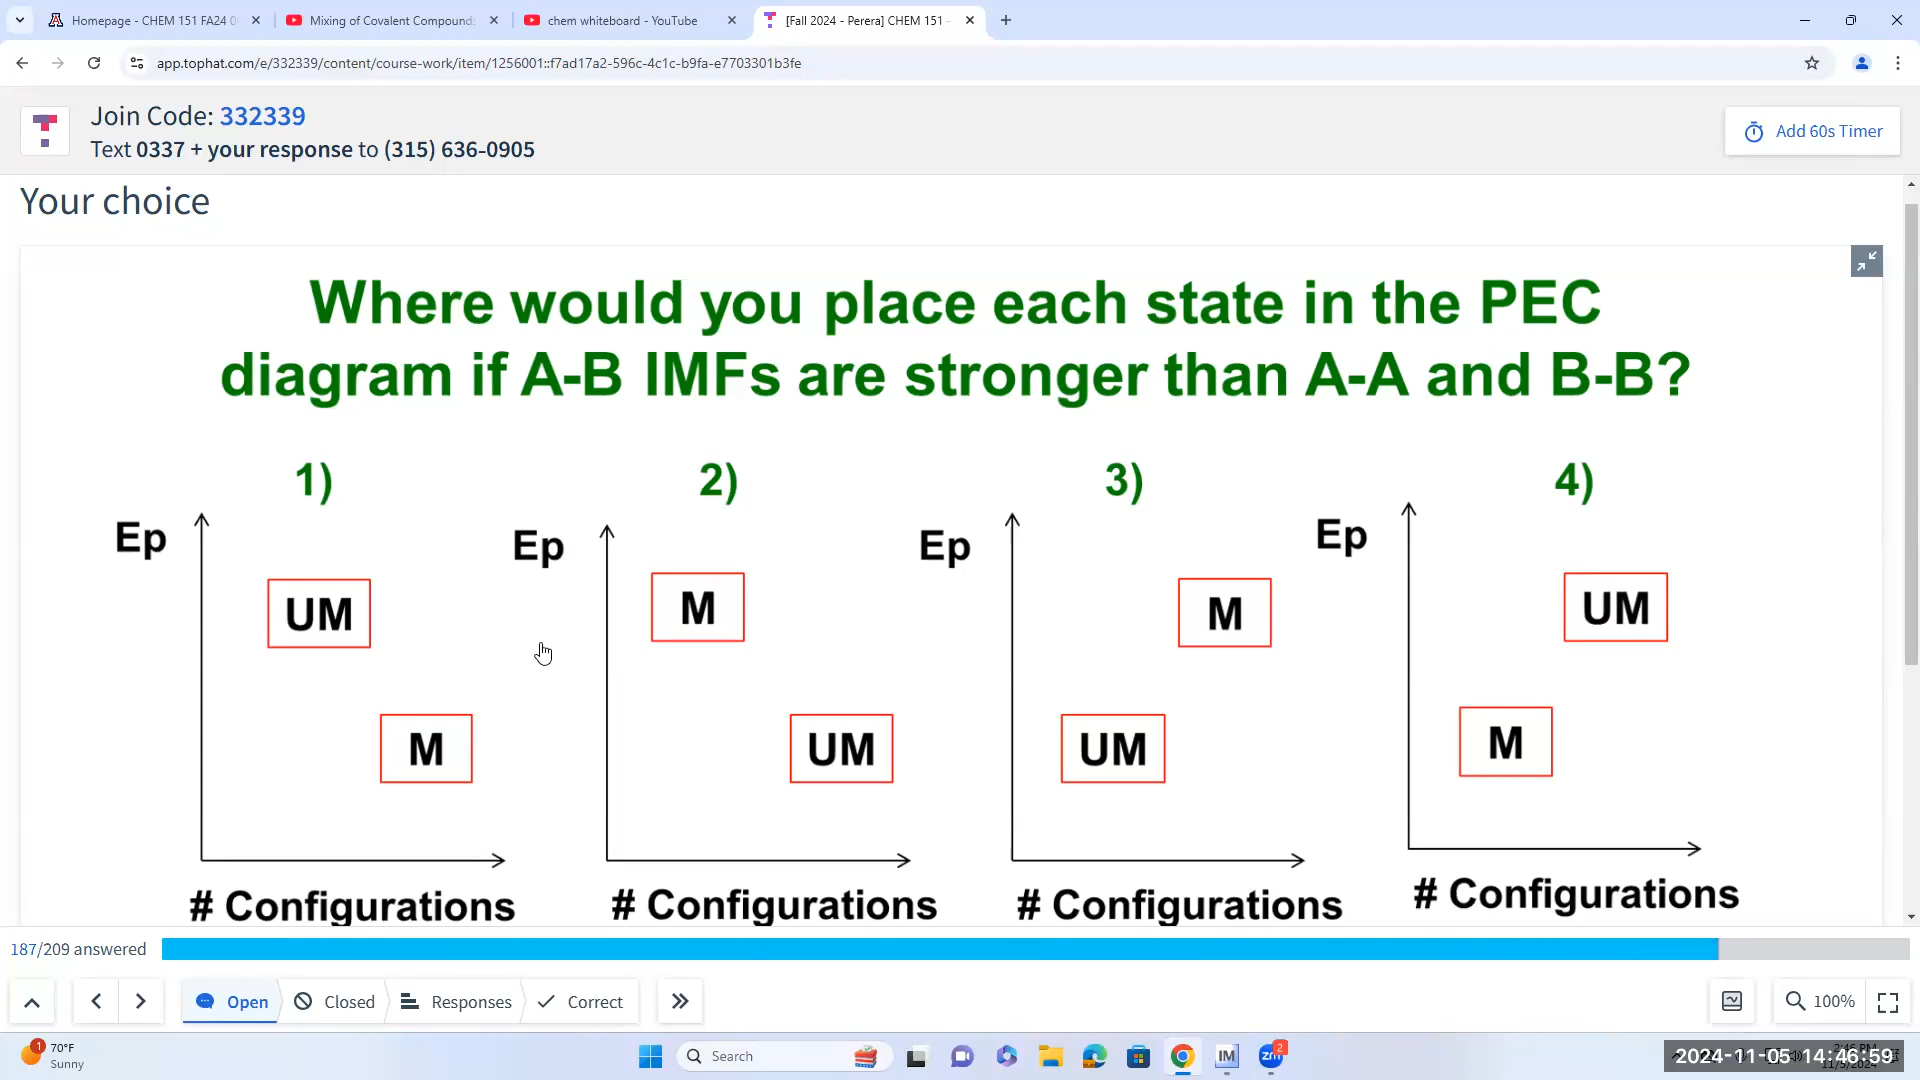 Homepage - CHEM 151 FA24 0
Mixing of Covalent Compound
chem whiteboard - YouTube
[Fall 2024 - Perera] CHEM 151 -
app.tophat.com/e/332339/content/course-work/item/1256001::f7ad17a2-596c-4c1c-b9fa-e7703301b3fe
Join Code: 332339
Text 0337 + your response to (315) 636-0905
Add 60s Timer
Your choice
Where would you place each state in the PEC
diagram if A-B IMFs are stronger than A-A and B-B?
1)
2)
3)
4)
Ep
Ep
Ep
Ep
UM
M
M
UM
M
UM
UM
M
# Configurations
# Configurations
# Configurations
# Configurations
187/209 answered
Open
Closed
Responses
Correct
100%
1
70°F
Sunny
Search
IM
zm
2
2024-11-05 14:46:59